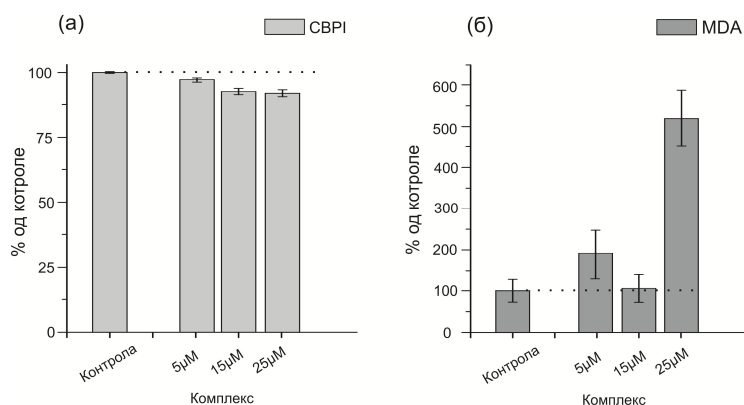 (а)
CBPI
100
75
50
25
0
% од котроле
Контрола
5µM
15µM
25µM
Комплекс
(б)
MDA
600
500
400
300
200
100
0
% од котроле
Контрола
5µM
15µM
25µM
Комплекс